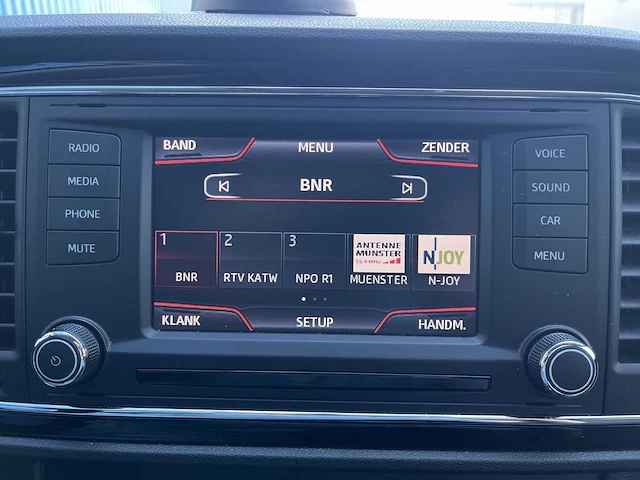 BAND MENU ZENDER
RADIO
MEDIA
PHONE
MUTE
BNR
1 2 3
ANTENNE
MÜNSTER
N-JOY
BNR RTV KATW NPO R1 MUENSTER N-JOY
KLANK SETUP HANDM.
VOICE
SOUND
CAR
MENU